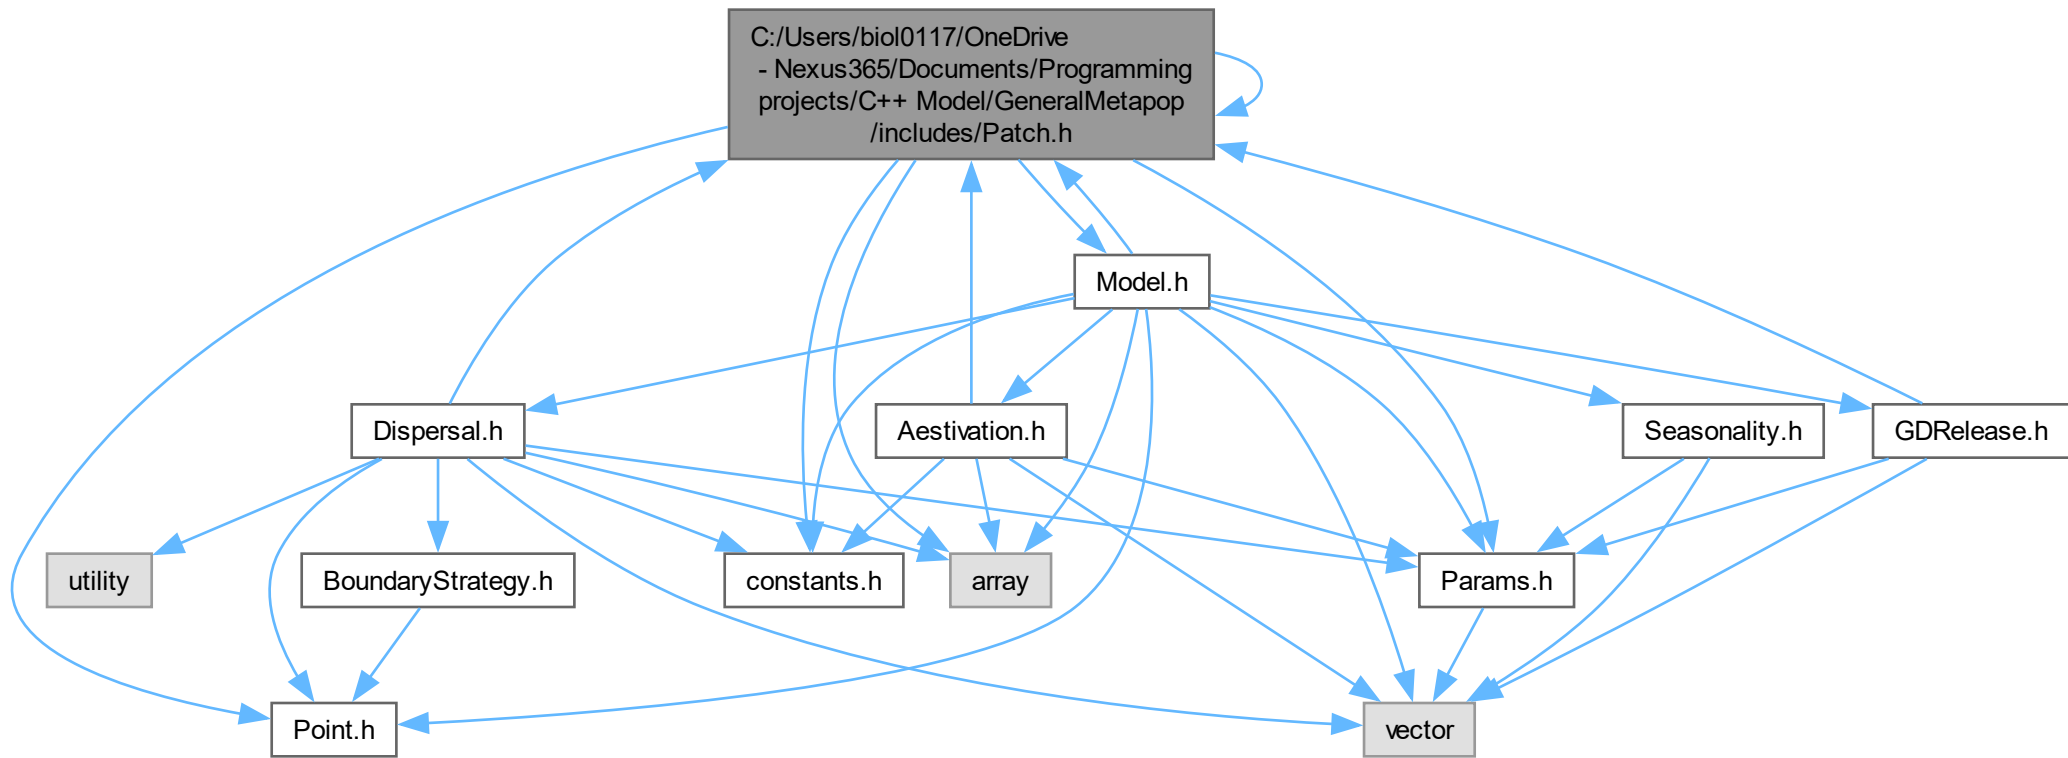 C:/Users/biol0117/OneDrive
- Nexus365/Documents/Programming
projects/C++ Model/GeneralMetapop
/includes/Patch.h
Model.h
Dispersal.h
Aestivation.h
Seasonality.h
GDRelease.h
utility
BoundaryStrategy.h
constants.h
array
Params.h
Point.h
vector